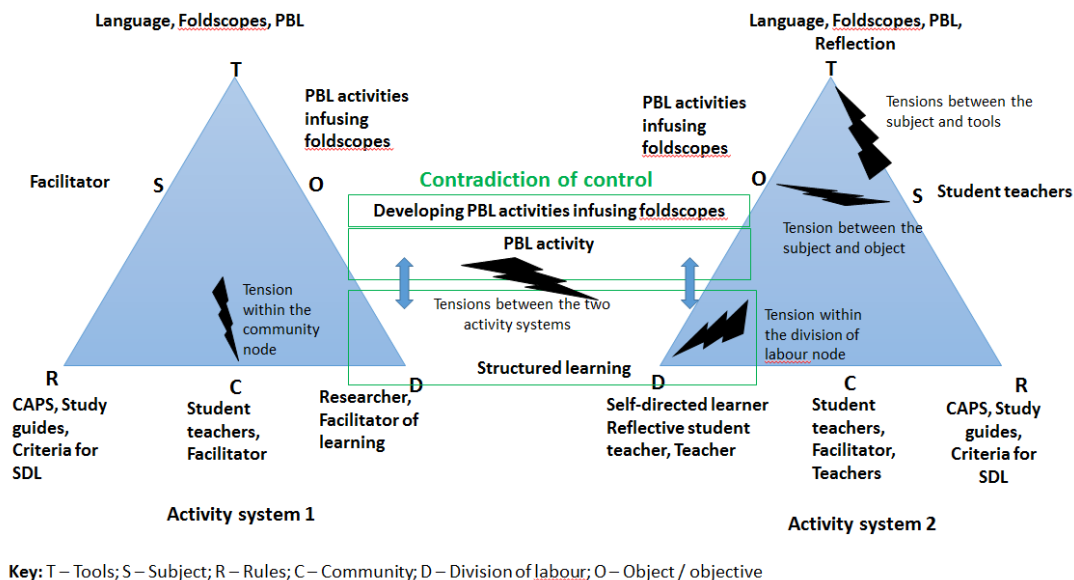 Language, Foldscopes, PBL
T
PBL activities
infusing
foldscopes
Facilitator
S
O
Tension
within the
community
node
R
C
D
CAPS, Study
guides,
Criteria for
SDL
Student
teachers,
Facilitator
Researcher,
Facilitator of
learning
Activity system 1
Contradiction of control
Developing PBL activities infusing foldscopes
PBL activity
Tensions between the two
activity systems
Structured learning
Language, Foldscopes, PBL,
Reflection
T
PBL activities
infusing
foldscopes
Tensions between the
subject and tools
O
S
Student teachers
Tension between the
subject and object
Tension within
the division of
labour node
D
C
R
Self-directed learner
Reflective student
teacher, Teacher
Student
teachers,
Facilitator,
Teachers
CAPS, Study
guides,
Criteria for
SDL
Activity system 2
Key: T – Tools; S – Subject; R – Rules; C – Community; D – Division of labour; O – Object / objective